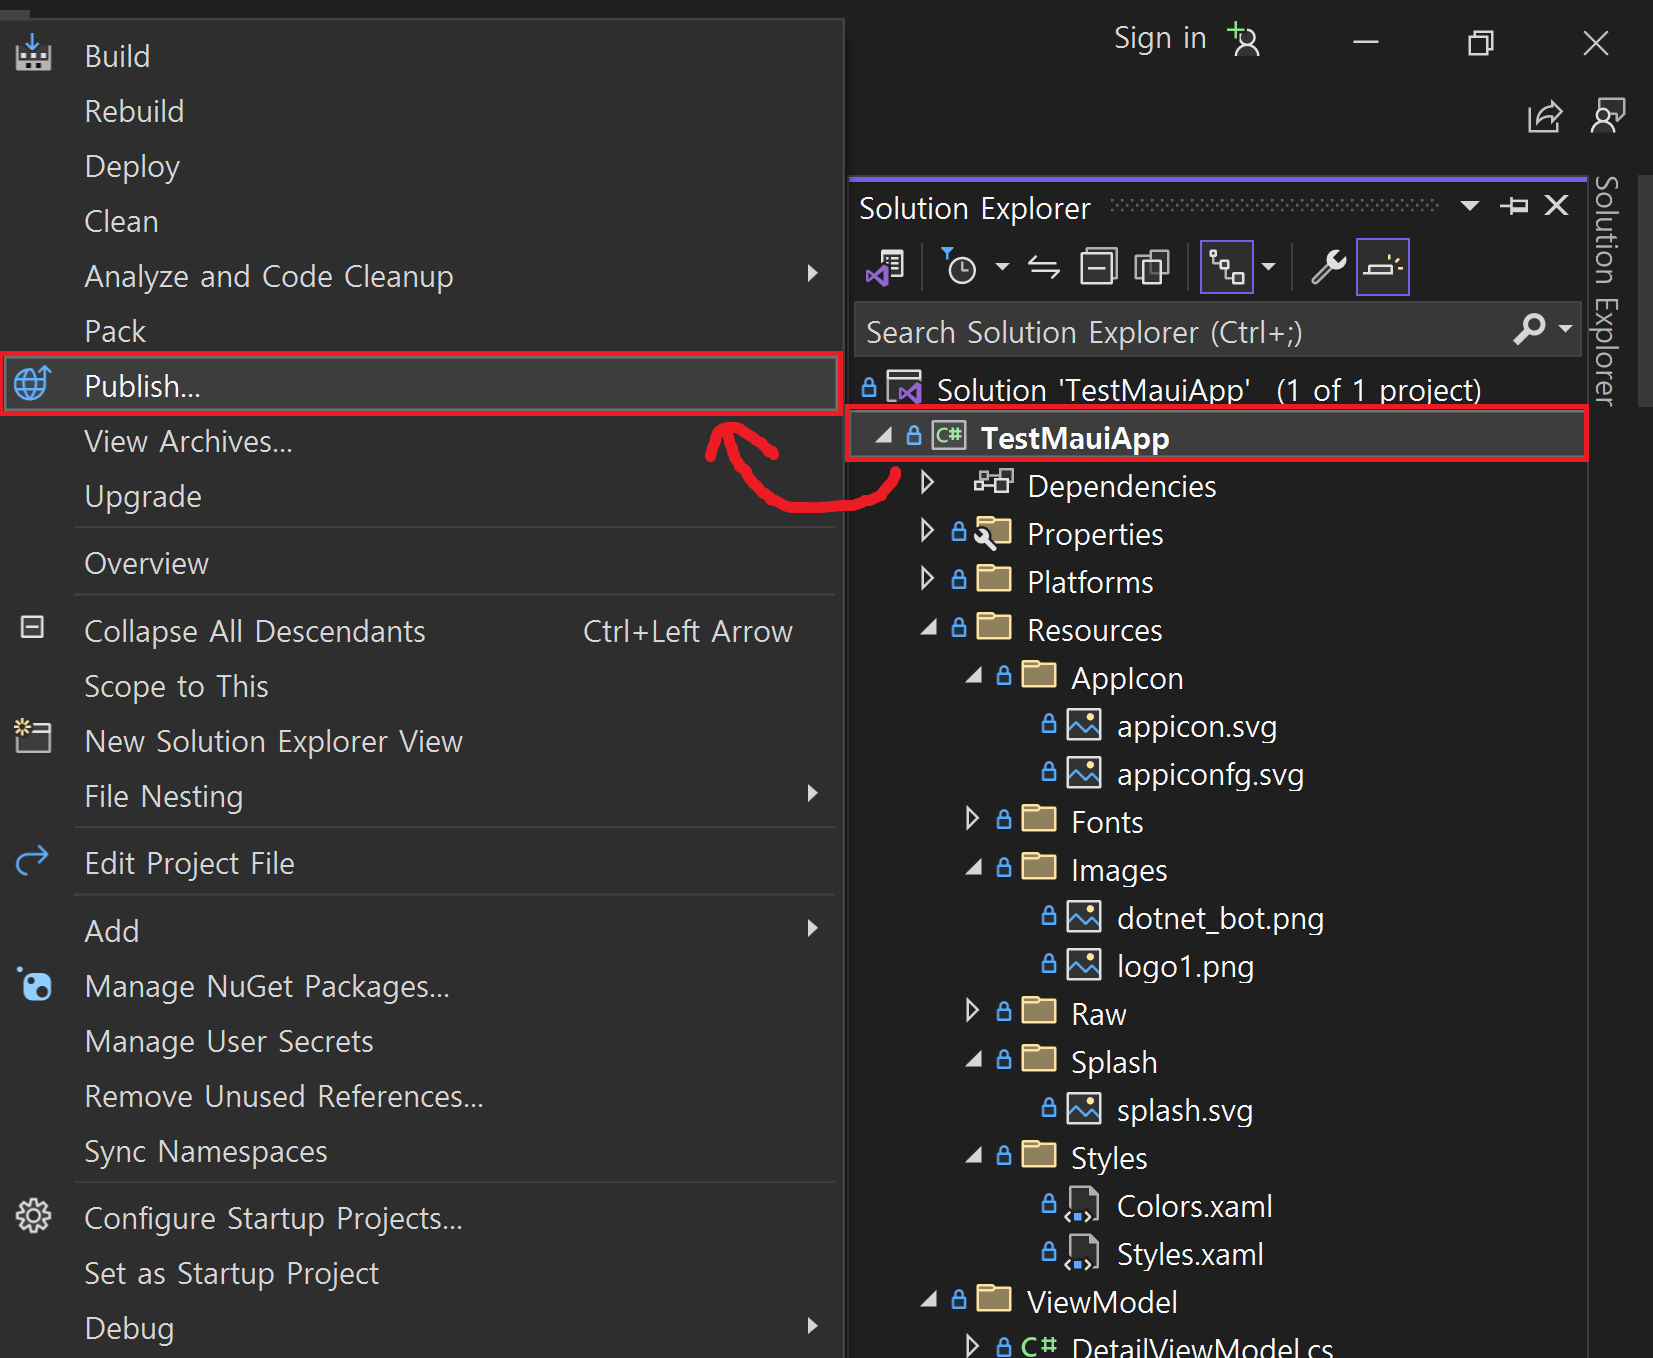 Build
Rebuild
Deploy
Clean
Analyze and Code Cleanup
Pack
Publish...
View Archives...
Upgrade
Overview
Collapse All Descendants Ctrl+Left Arrow
Scope to This
New Solution Explorer View
File Nesting
Edit Project File
Add
Manage NuGet Packages...
Manage User Secrets
Remove Unused References...
Sync Namespaces
Configure Startup Projects...
Set as Startup Project
Debug
Sign in
Solution Explorer
Search Solution Explorer (Ctrl+;)
Solution 'TestMauiApp' (1 of 1 project)
C# TestMauiApp
Dependencies
Properties
Platforms
Resources
AppIcon
appicon.svg
appiconfg.svg
Fonts
Images
dotnet_bot.png
logo1.png
Raw
Splash
splash.svg
Styles
Colors.xaml
Styles.xaml
ViewModel
C# DetailViewModel.cs
Solution Explorer